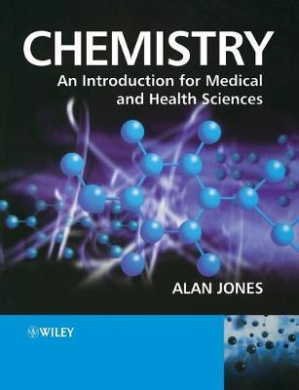 CHEMISTRY
An Introduction for Medical
and Health Sciences
ALAN JONES
WILEY